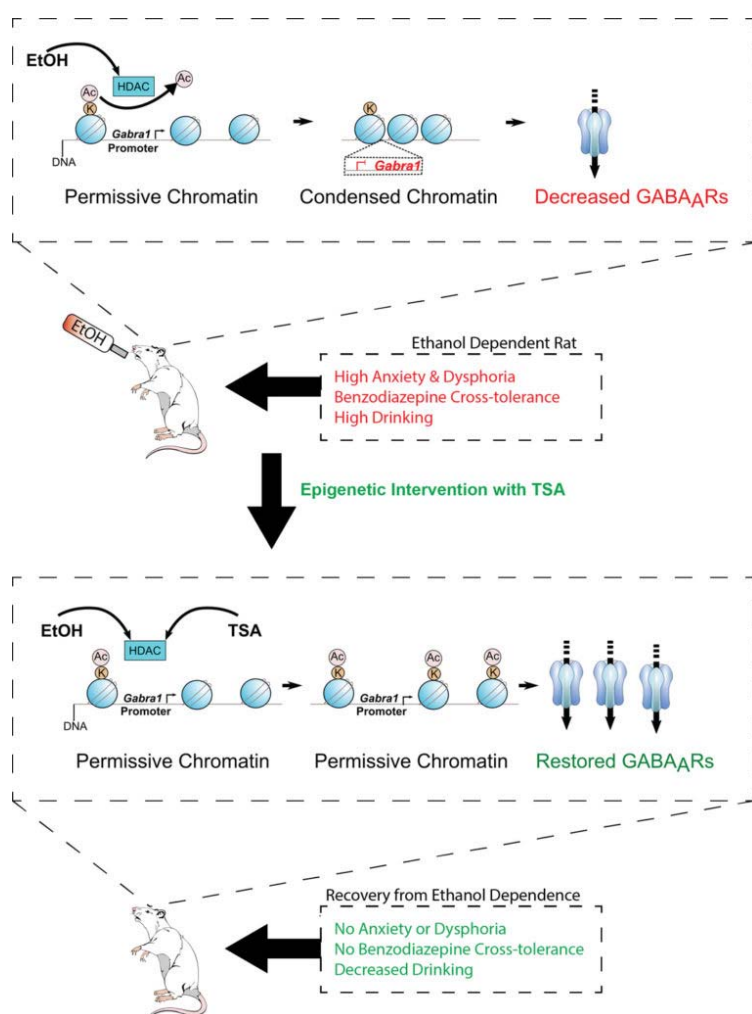 EtOH
HDAC
Ac
Ac
K
K
Gabra1
Promoter
Gabra1
DNA
Permissive Chromatin
Condensed Chromatin
Decreased GABAARs
EtOH
Ethanol Dependent Rat
High Anxiety & Dysphoria
Benzodiazepine Cross-tolerance
High Drinking
Epigenetic Intervention with TSA
EtOH
TSA
HDAC
Ac
K
Ac
K
Ac
K
Ac
K
Gabra1
Promoter
Gabra1
Promoter
DNA
Permissive Chromatin
Permissive Chromatin
Restored GABAARs
Recovery from Ethanol Dependence
No Anxiety or Dysphoria
No Benzodiazepine Cross-tolerance
Decreased Drinking